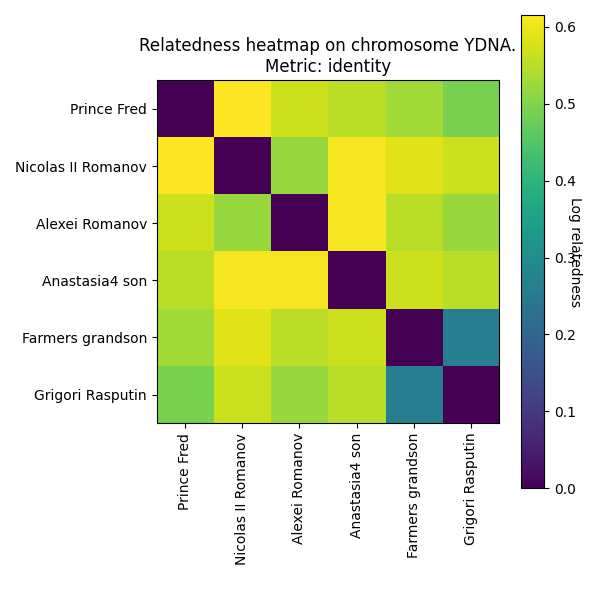 Relatedness heatmap on chromosome YDNA.
Metric: identity
Prince Fred
Nicolas II Romanov
Alexei Romanov
Anastasia4 son
Farmers grandson
Grigori Rasputin
Prince Fred
Nicolas II Romanov
Alexei Romanov
Anastasia4 son
Farmers grandson
Grigori Rasputin
0.6
0.5
0.4
0.3
0.2
0.1
0.0
Log relatedness